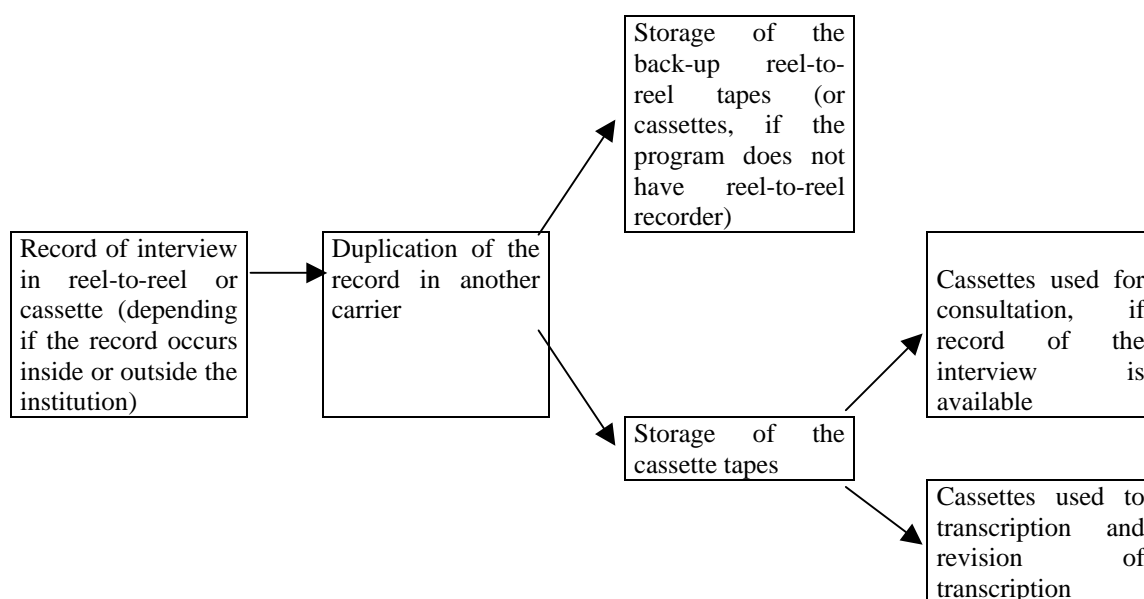 Record of interview
in reel-to-reel or
cassette (depending
if the record occurs
inside or outside the
institution)
Duplication of the
record in another
carrier
Storage of the
back-up reel-to-
reel tapes (or
cassettes, if the
program does not
have reel-to-reel
recorder)
Storage of the
cassette tapes
Cassettes used for
consultation, if
record of the
interview is
available
Cassettes used to
transcription and
revision of
transcription